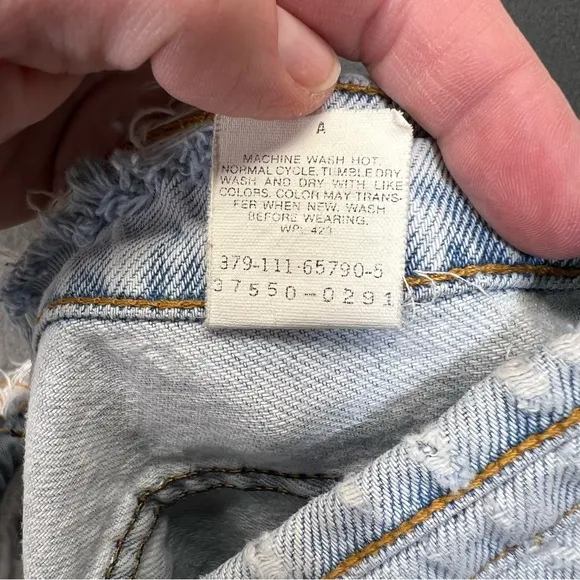 A
MACHINE WASH HOT,
NORMAL CYCLE, TUMBLE DRY
WASH AND DRY WITH LIKE
COLORS. COLOR MAY TRANS-
FER WHEN NEW. WASH
BEFORE WEARING.
WPL 423
379-111-65790-5
37550-0291